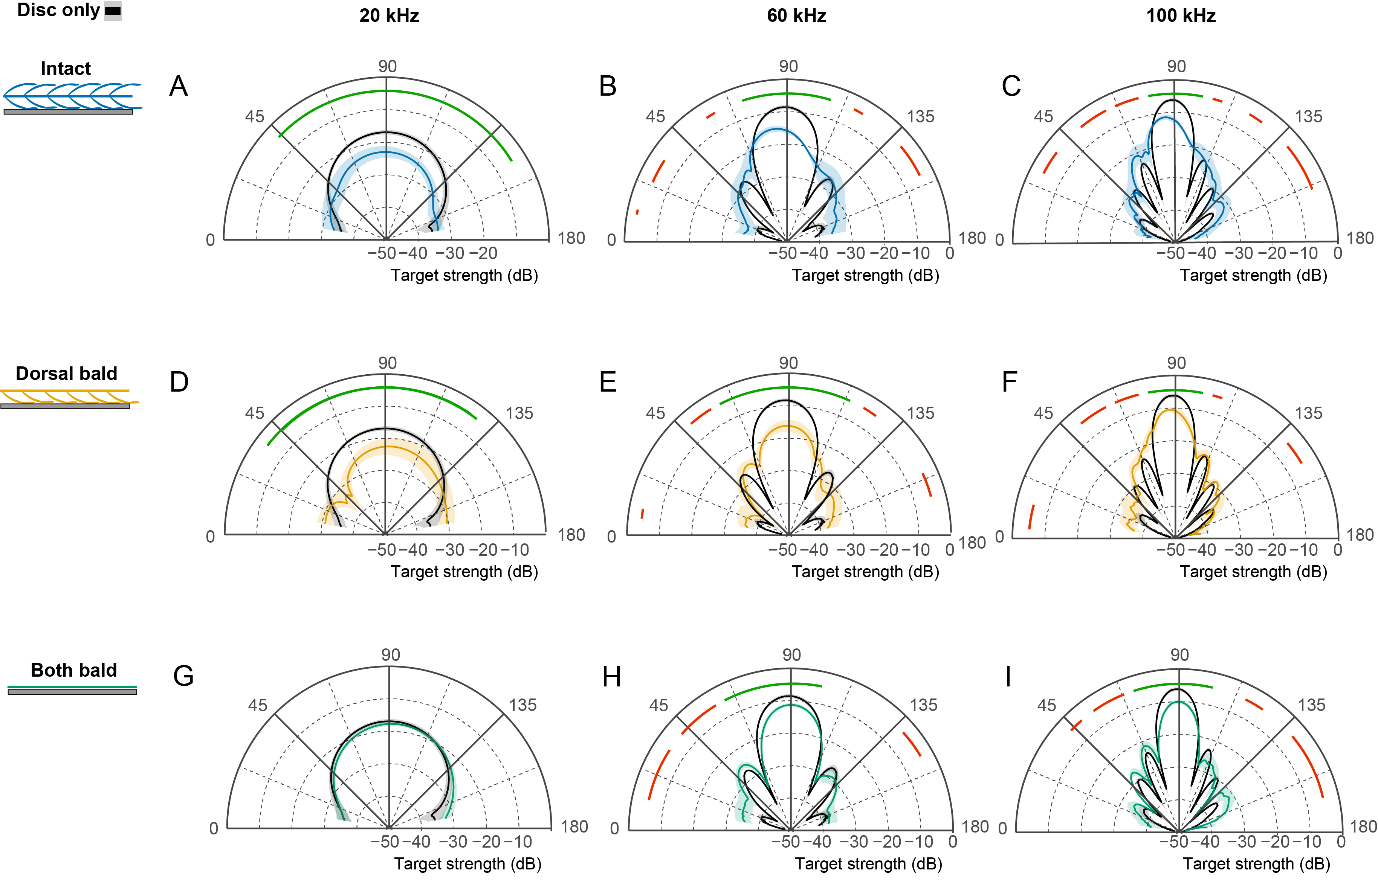 Disc only
20 kHz
60 kHz
100 kHz
Intact
A
90
45
0
180
−50 −40 −30 −20
Target strength (dB)
B
90
135
0
180
−50 −40 −30 −20 −10 0
Target strength (dB)
C
90
135
0
180
−50 −40 −30 −20 −10 0
Target strength (dB)
Dorsal bald
D
90
45
135
0
180
−50 −40 −30 −20 −10
Target strength (dB)
E
90
45
135
0
180
−50 −40 −30 −20 −10 0
Target strength (dB)
F
90
45
135
0
180
−50 −40 −30 −20 −10 0
Target strength (dB)
Both bald
G
90
45
135
0
180
−50 −40 −30 −20
Target strength (dB)
H
90
45
135
0
180
−50 −40 −30 −20 −10 0
Target strength (dB)
I
90
45
135
0
180
−50 −40 −30 −20 −10 0
Target strength (dB)